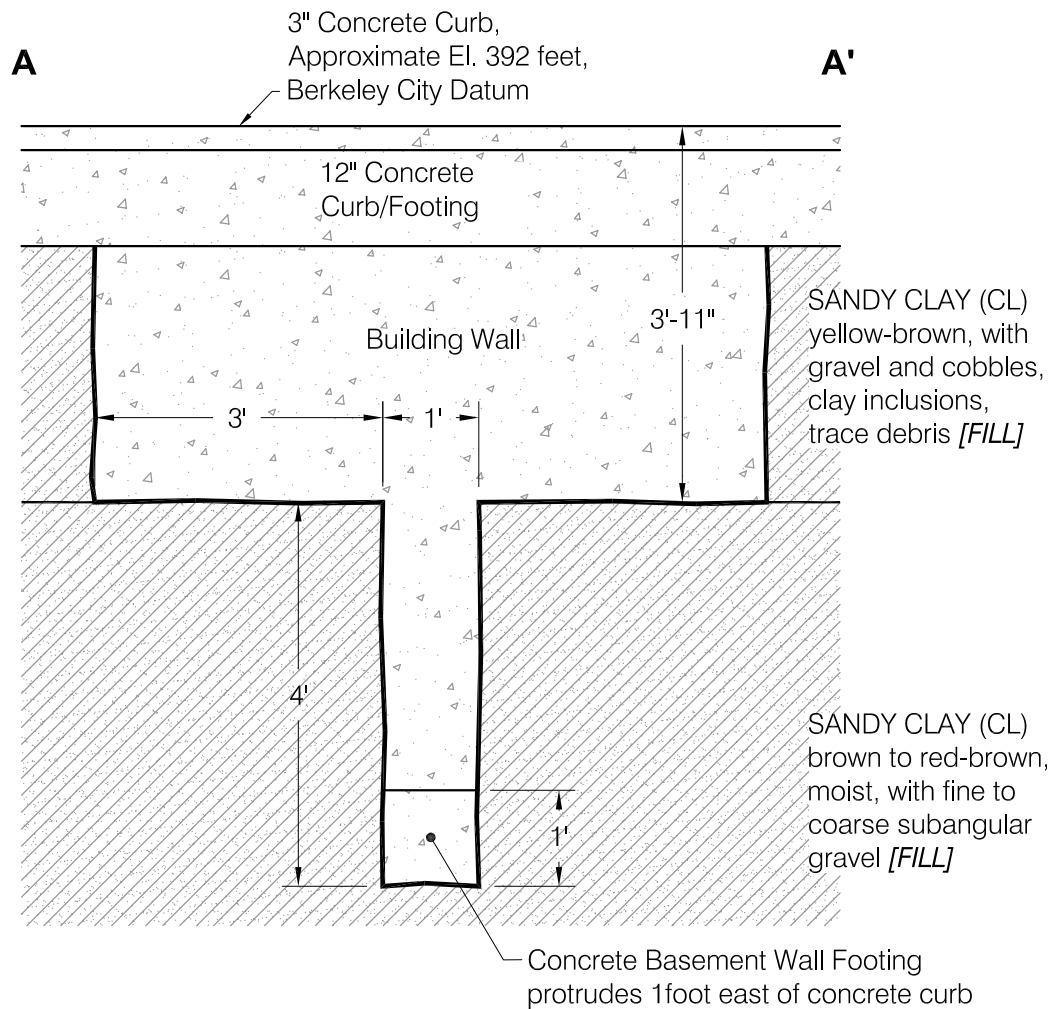 3" Concrete Curb,
Approximate El. 392 feet,
Berkeley City Datum
A
A'
12" Concrete
Curb/Footing
Building Wall
3'-11"
3'
1'
SANDY CLAY (CL)
yellow-brown, with
gravel and cobbles,
clay inclusions,
trace debris [FILL]
4'
1'
SANDY CLAY (CL)
brown to red-brown,
moist, with fine to
coarse subangular
gravel [FILL]
Concrete Basement Wall Footing
protrudes 1foot east of concrete curb